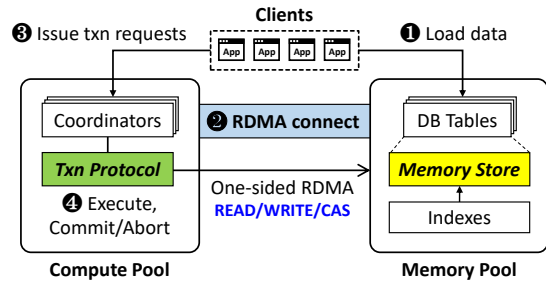 Clients
❸ Issue txn requests
App App App App
❶ Load data
Coordinators
❷ RDMA connect
DB Tables
Txn Protocol
Memory Store
One-sided RDMA
READ/WRITE/CAS
❹ Execute,
Commit/Abort
Indexes
Compute Pool
Memory Pool